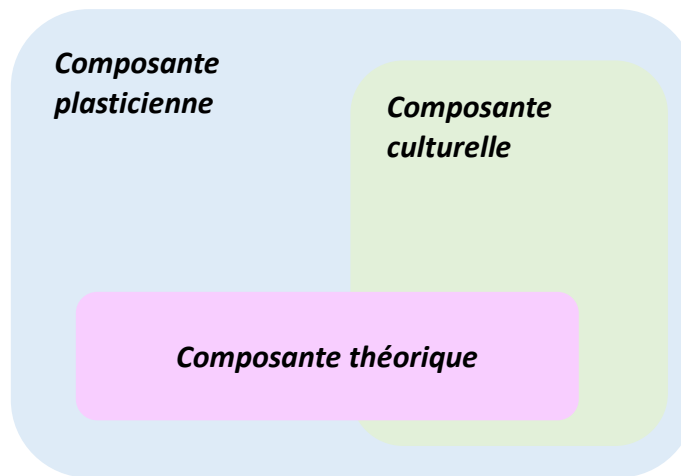 Composante
plasticienne
Composante
culturelle
Composante théorique